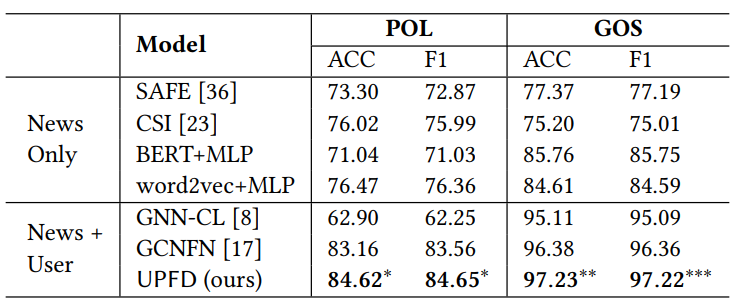 Model POL GOS
ACC F1 ACC F1
News Only
SAFE [36] 73.30 72.87 77.37 77.19
CSI [23] 76.02 75.99 75.20 75.01
BERT+MLP 71.04 71.03 85.76 85.75
word2vec+MLP 76.47 76.36 84.61 84.59
News + User
GNN-CL [8] 62.90 62.25 95.11 95.09
GCNFN [17] 83.16 83.56 96.38 96.36
UPFD (ours) 84.62* 84.65* 97.23** 97.22***